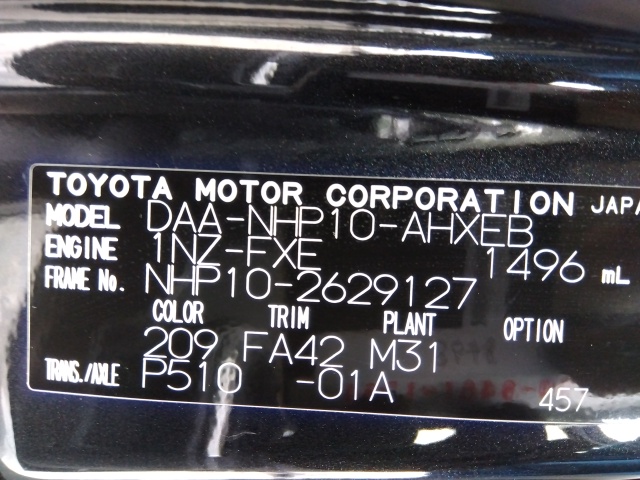 TOYOTA MOTOR CORPORATION JAPA
MODEL DAA-NHP10-AHXEB
ENGINE 1NZ-FXE 1496 mL
FRAME No. NHP10-2629127
COLOR TRIM PLANT OPTION
209 FA42 M31
TRANS./AXLE P510 -01A 457